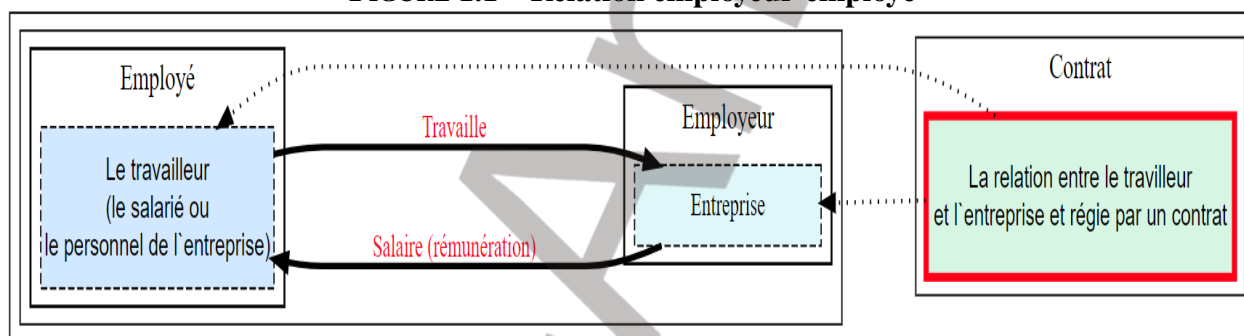 Employé
Le travailleur
(le salarié ou
le personnel de l`entreprise)
Travaille
Salaire (rémunération)
Employeur
Entreprise
Contrat
La relation entre le travilleur
et l`entreprise et régie par un contrat